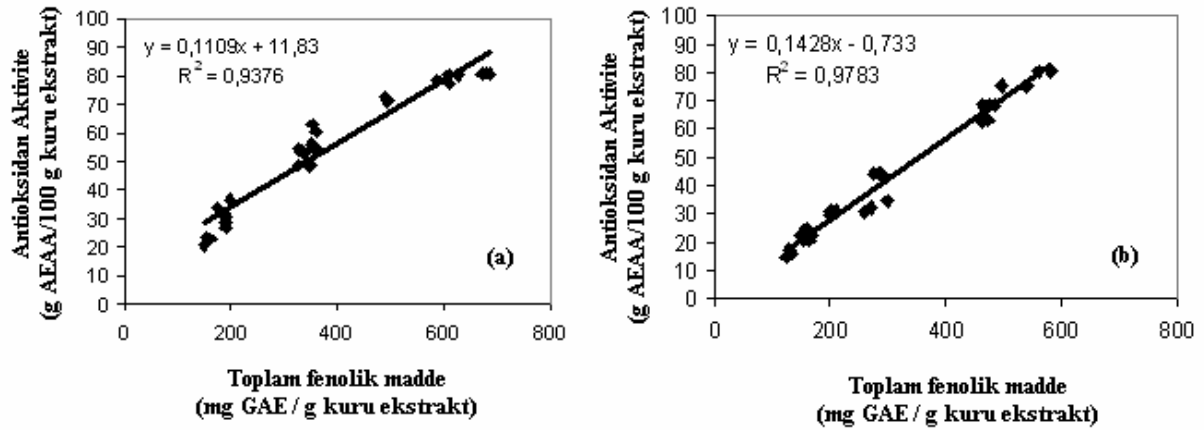 Antioksidan Aktivite
(g AEAA/100 g kuru ekstrakt)
100
90
80
70
60
50
40
30
20
10
0
y = 0,1109x + 11,83
R² = 0,9376
(a)
0 200 400 600 800
Toplam fenolik madde
(mg GAE / g kuru ekstrakt)
Antioksidan Aktivite
(g AEAA/100 g kuru ekstrakt)
100
90
80
70
60
50
40
30
20
10
0
y = 0,1428x - 0,733
R² = 0,9783
(b)
0 200 400 600 800
Toplam fenolik madde
(mg GAE / g kuru ekstrakt)